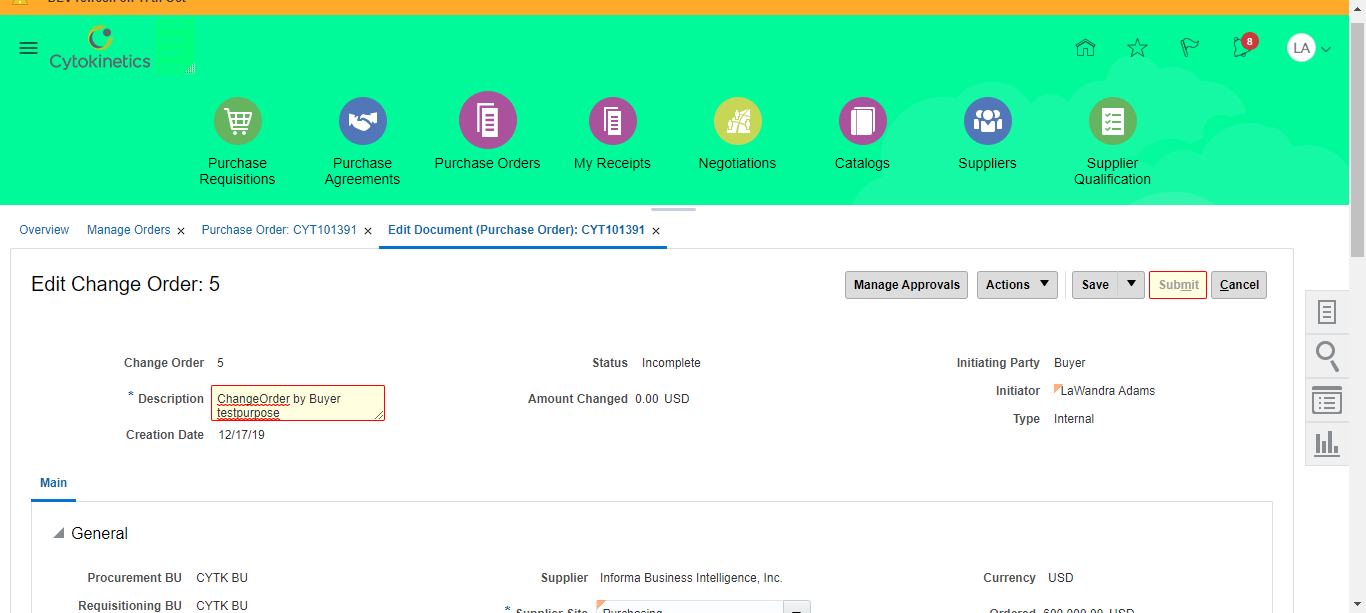 DEV refresh on 17th Oct
Cytokinetics
8
LA
Purchase Requisitions
Purchase Agreements
Purchase Orders
My Receipts
Negotiations
Catalogs
Suppliers
Supplier Qualification
Overview
Manage Orders
Purchase Order: CYT101391
Edit Document (Purchase Order): CYT101391
Edit Change Order: 5
Manage Approvals
Actions
Save
Submit
Cancel
Change Order 5
Status Incomplete
Initiating Party Buyer
* Description ChangeOrder by Buyer
testpurpose
Amount Changed 0.00 USD
Initiator LaWandra Adams
Creation Date 12/17/19
Type Internal
Main
General
Procurement BU CYTK BU
Supplier Informa Business Intelligence, Inc.
Currency USD
Requisitioning BU CYTK BU
* Supplier Site Purchasing
Ordered 600,000.00 USD